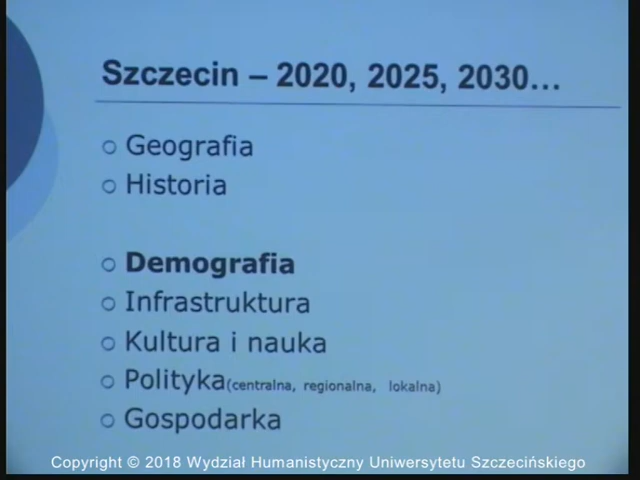 Szczecin – 2020, 2025, 2030...
Geografia
Historia
Demografia
Infrastruktura
Kultura i nauka
Polityka(centralna, regionalna, lokalna)
Gospodarka
Copyright © 2018 Wydział Humanistyczny Uniwersytetu Szczecińskiego